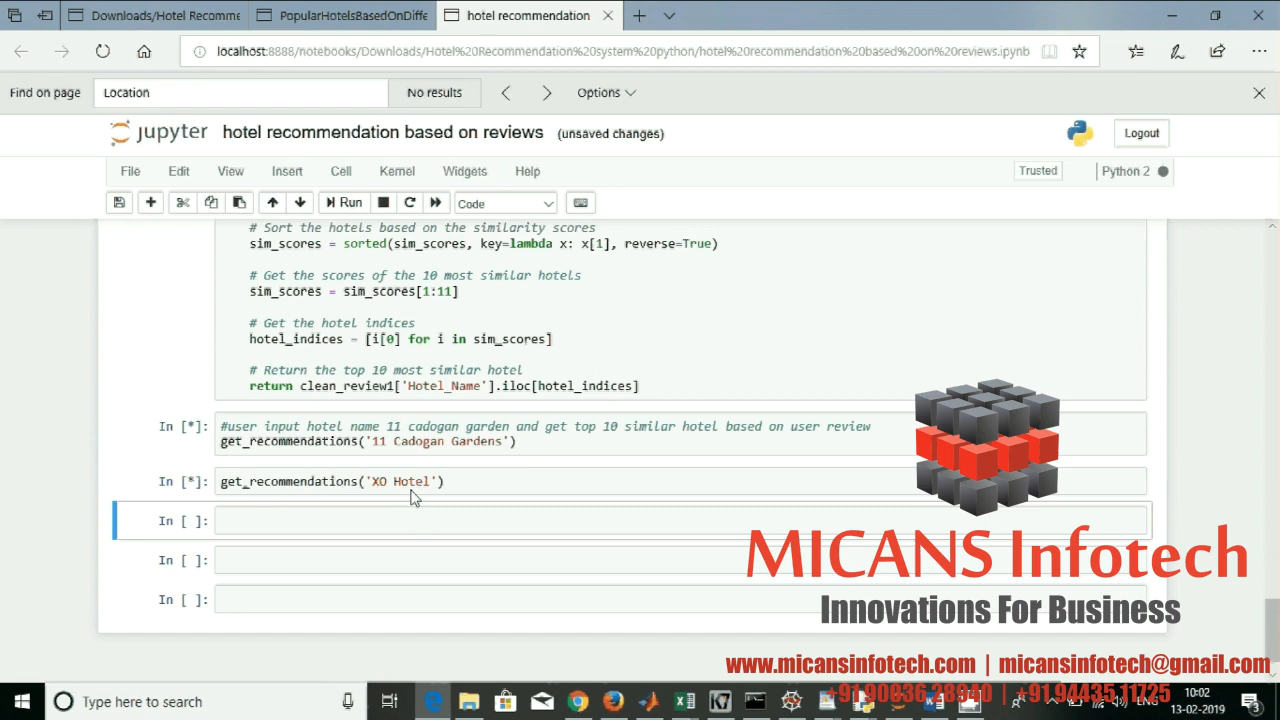 Downloads/Hotel Recomme
PopularHotelsBasedOnDiffe
hotel recommendation
localhost:8888/notebooks/Downloads/Hotel%20Recommendation%20system%20python/hotel%20recommendation%20based%20on%20reviews.ipynb
Find on page Location No results Options
jupyter hotel recommendation based on reviews (unsaved changes) Logout
File Edit View Insert Cell Kernel Widgets Help Trusted Python 2
Run Code
# Sort the hotels based on the similarity scores
sim_scores = sorted(sim_scores, key=lambda x: x[1], reverse=True)
# Get the scores of the 10 most similar hotels
sim_scores = sim_scores[1:11]
# Get the hotel indices
hotel_indices = [i[0] for i in sim_scores]
# Return the top 10 most similar hotel
return clean_review1['Hotel_Name'].iloc[hotel_indices]
In [*]: #user input hotel name 11 cadogan garden and get top 10 similar hotel based on user review
get_recommendations('11 Cadogan Gardens')
In [*]: get_recommendations('XO Hotel')
In [ ]:
In [ ]:
In [ ]:
MICANS Infotech
Innovations For Business
www.micansinfotech.com | micansinfotech@gmail.com
+91 90036 28940 | +91 94435 11725
Type here to search
ENG
10:02
13-02-2019
3